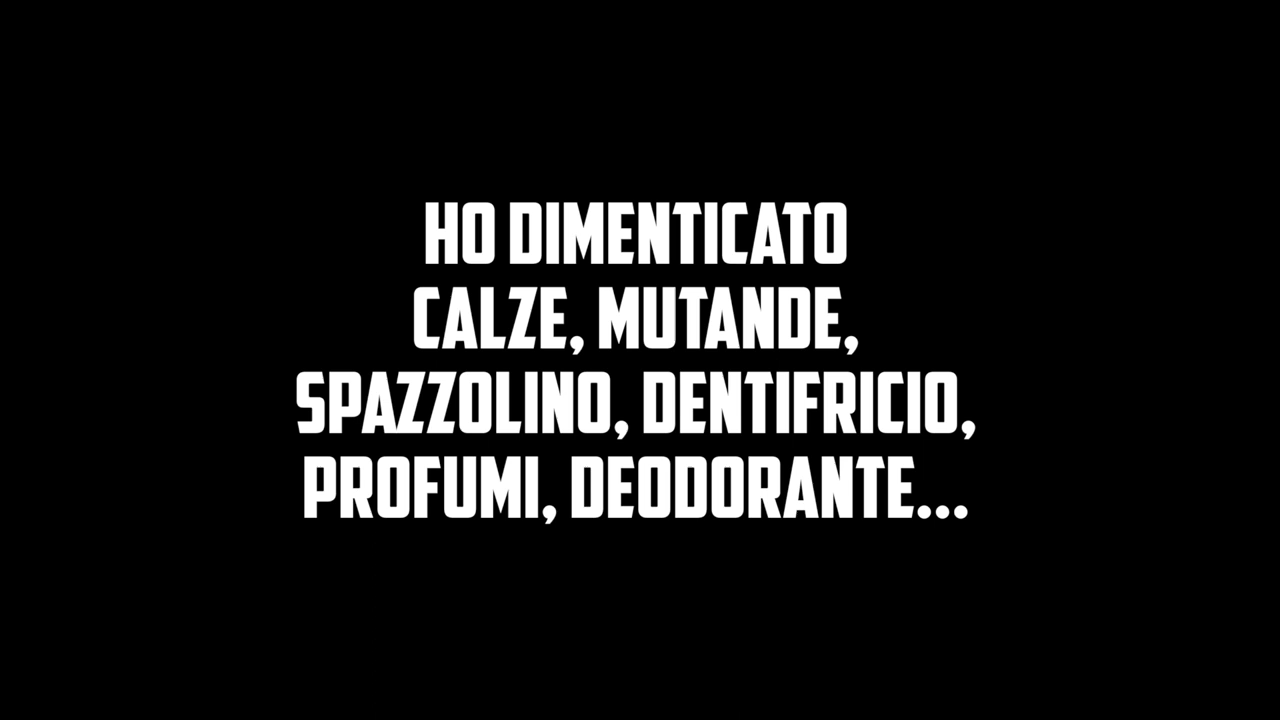 HO DIMENTICATO
CALZE, MUTANDE,
SPAZZOLINO, DENTIFRICIO,
PROFUMI, DEODORANTE...